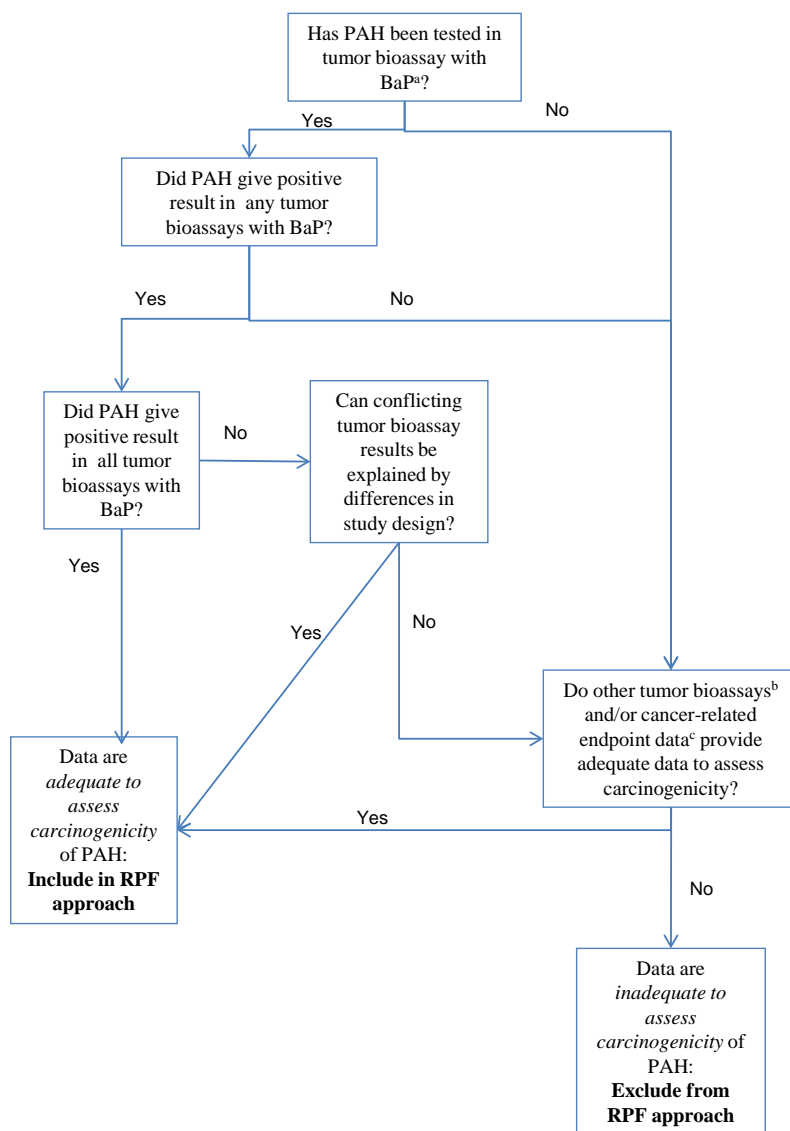 Has PAH been tested in
tumor bioassay with
BaPᵃ?
Yes
No
Did PAH give positive
result in any tumor
bioassays with BaP?
Yes
No
Did PAH give
positive result
in all tumor
bioassays with
BaP?
No
Can conflicting
tumor bioassay
results be
explained by
differences in
study design?
Yes
Yes
No
Do other tumor bioassaysᵇ
and/or cancer-related
endpoint dataᶜ provide
adequate data to assess
carcinogenicity?
Data are
adequate to
assess
carcinogenicity
of PAH:
Include in RPF
approach
Yes
No
Data are
inadequate to
assess
carcinogenicity of
PAH:
Exclude from
RPF approach